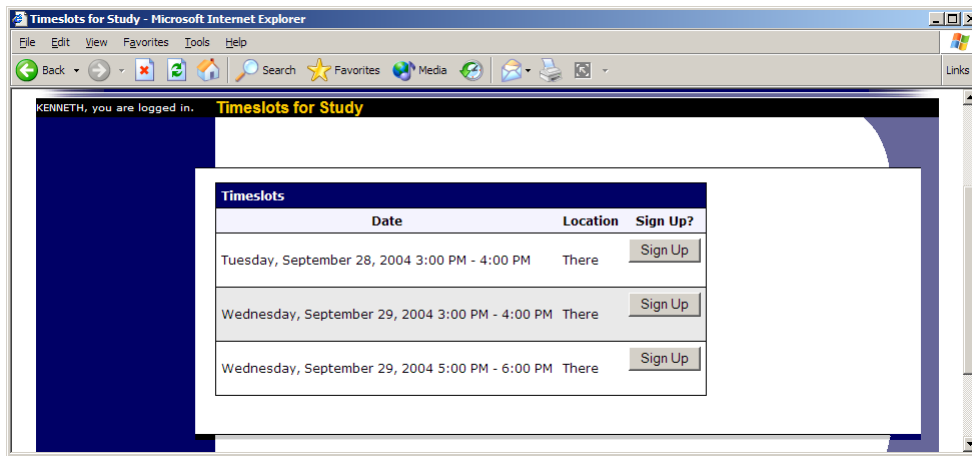 Timeslots for Study - Microsoft Internet Explorer
File Edit View Favorites Tools Help
Back Search Favorites Media Links
KENNETH, you are logged in. Timeslots for Study
Timeslots
Date Location Sign Up?
Tuesday, September 28, 2004 3:00 PM - 4:00 PM There Sign Up
Wednesday, September 29, 2004 3:00 PM - 4:00 PM There Sign Up
Wednesday, September 29, 2004 5:00 PM - 6:00 PM There Sign Up